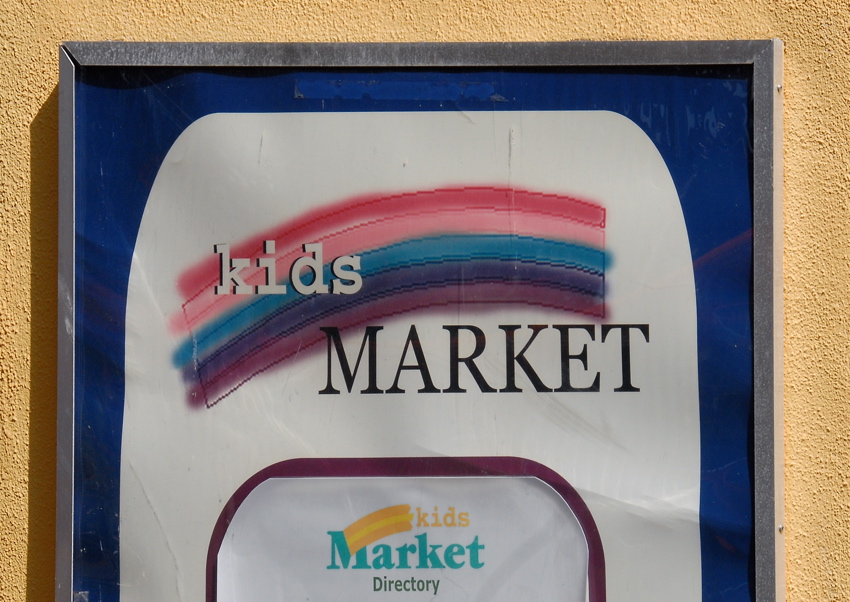 kids
MARKET
kids
Market
Directory